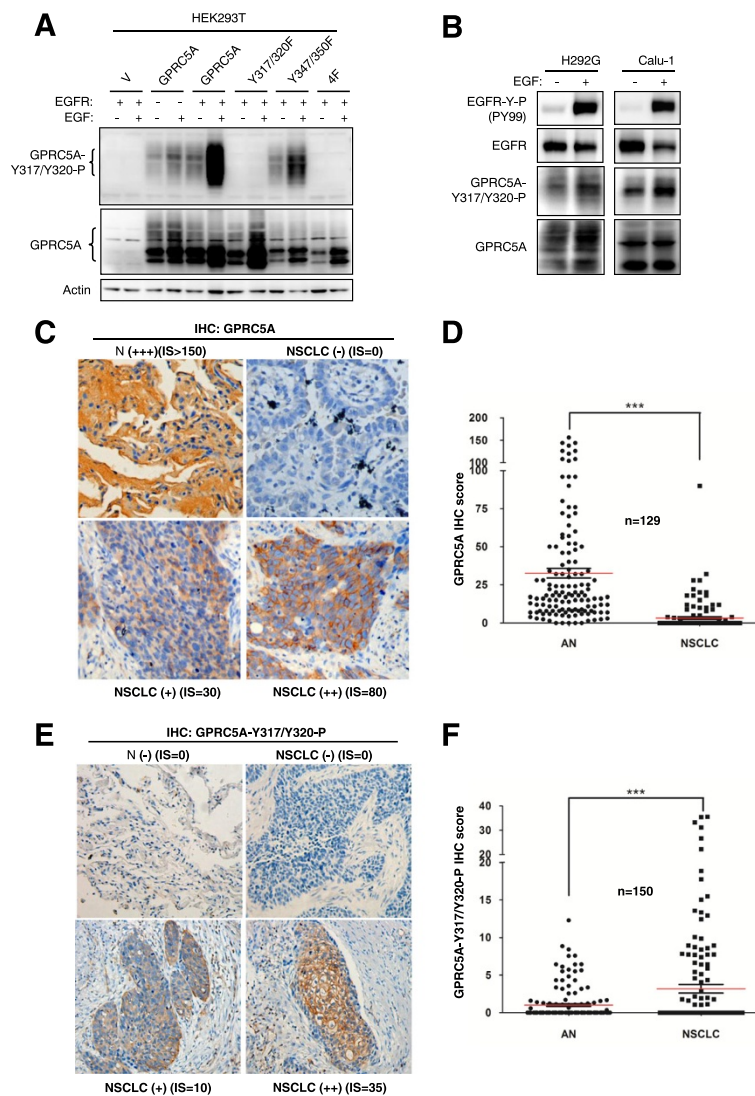 A
HEK293T
V
GPRC5A
GPRC5A
Y317/320F
Y347/350F
4F
EGFR: + + - - + + + + + + + +
EGF: - + - + - + - + - + - +
GPRC5A-
Y317/Y320-P
GPRC5A
Actin
B
H292G
Calu-1
EGF: - + - +
EGFR-Y-P
(PY99)
EGFR
GPRC5A-
Y317/Y320-P
GPRC5A
C
IHC: GPRC5A
N (+++)(IS>150)
NSCLC (-) (IS=0)
NSCLC (+) (IS=30)
NSCLC (++) (IS=80)
D
***
200
150
100
100
75
50
25
0
GPRC5A IHC score
n=129
AN
NSCLC
E
IHC: GPRC5A-Y317/Y320-P
N (-) (IS=0)
NSCLC (-) (IS=0)
NSCLC (+) (IS=10)
NSCLC (++) (IS=35)
F
***
40
30
20
20
15
10
5
0
GPRC5A-Y317/Y320-P IHC score
n=150
AN
NSCLC